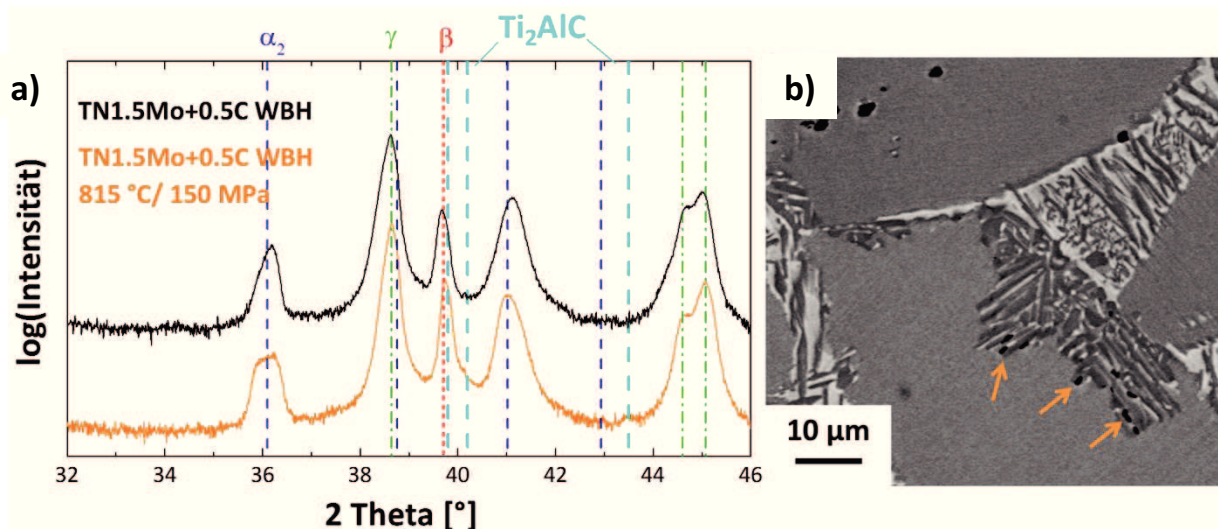 a)
α₂
γ
β
Ti₂AlC
TN1.5Mo+0.5C WBH
TN1.5Mo+0.5C WBH
815 °C/ 150 MPa
log(Intensität)
32 34 36 38 40 42 44 46
2 Theta [°]
b)
10 µm